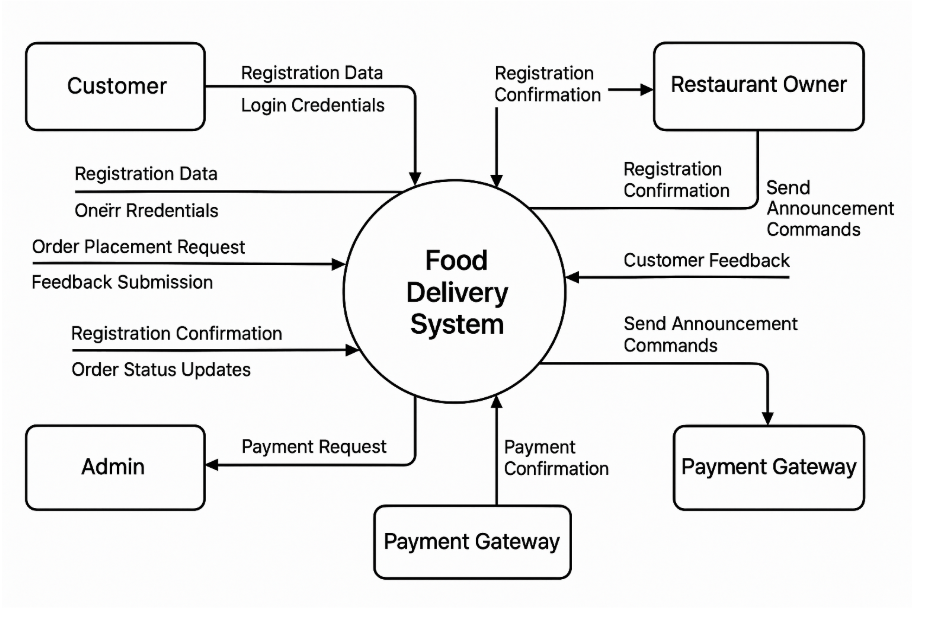 Customer
Registration Data
Login Credentials
Registration
Confirmation
Restaurant Owner
Registration Data
Oneïrr Rredentials
Registration
Confirmation
Send
Announcement
Commands
Order Placement Request
Feedback Submission
Food
Delivery
System
Customer Feedback
Registration Confirmation
Order Status Updates
Send Announcement
Commands
Admin
Payment Request
Payment
Confirmation
Payment Gateway
Payment Gateway